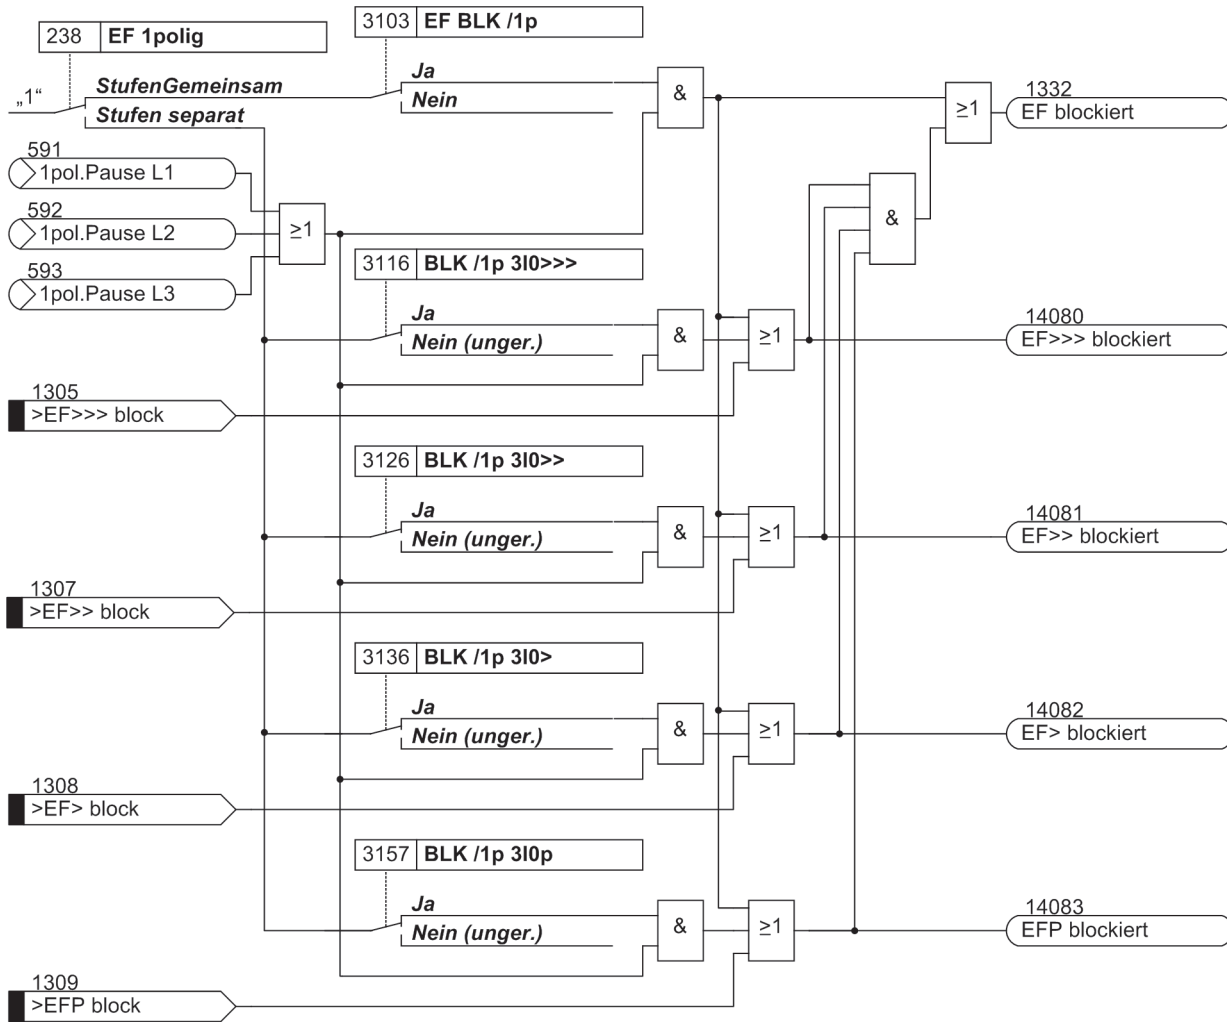 3103 EF BLK /1p
238 EF 1polig
Ja
StufenGemeinsam
„1“
Nein
&
Stufen separat
≥1
1332
EF blockiert
591
1pol.Pause L1
592
1pol.Pause L2
≥1
&
593
1pol.Pause L3
3116 BLK /1p 3I0>>>
Ja
Nein (unger.)
&
≥1
14080
EF>>> blockiert
1305
>EF>>> block
3126 BLK /1p 3I0>>
Ja
Nein (unger.)
&
≥1
14081
EF>> blockiert
1307
>EF>> block
3136 BLK /1p 3I0>
Ja
Nein (unger.)
&
≥1
14082
EF> blockiert
1308
>EF> block
3157 BLK /1p 3I0p
Ja
Nein (unger.)
&
≥1
14083
EFP blockiert
1309
>EFP block